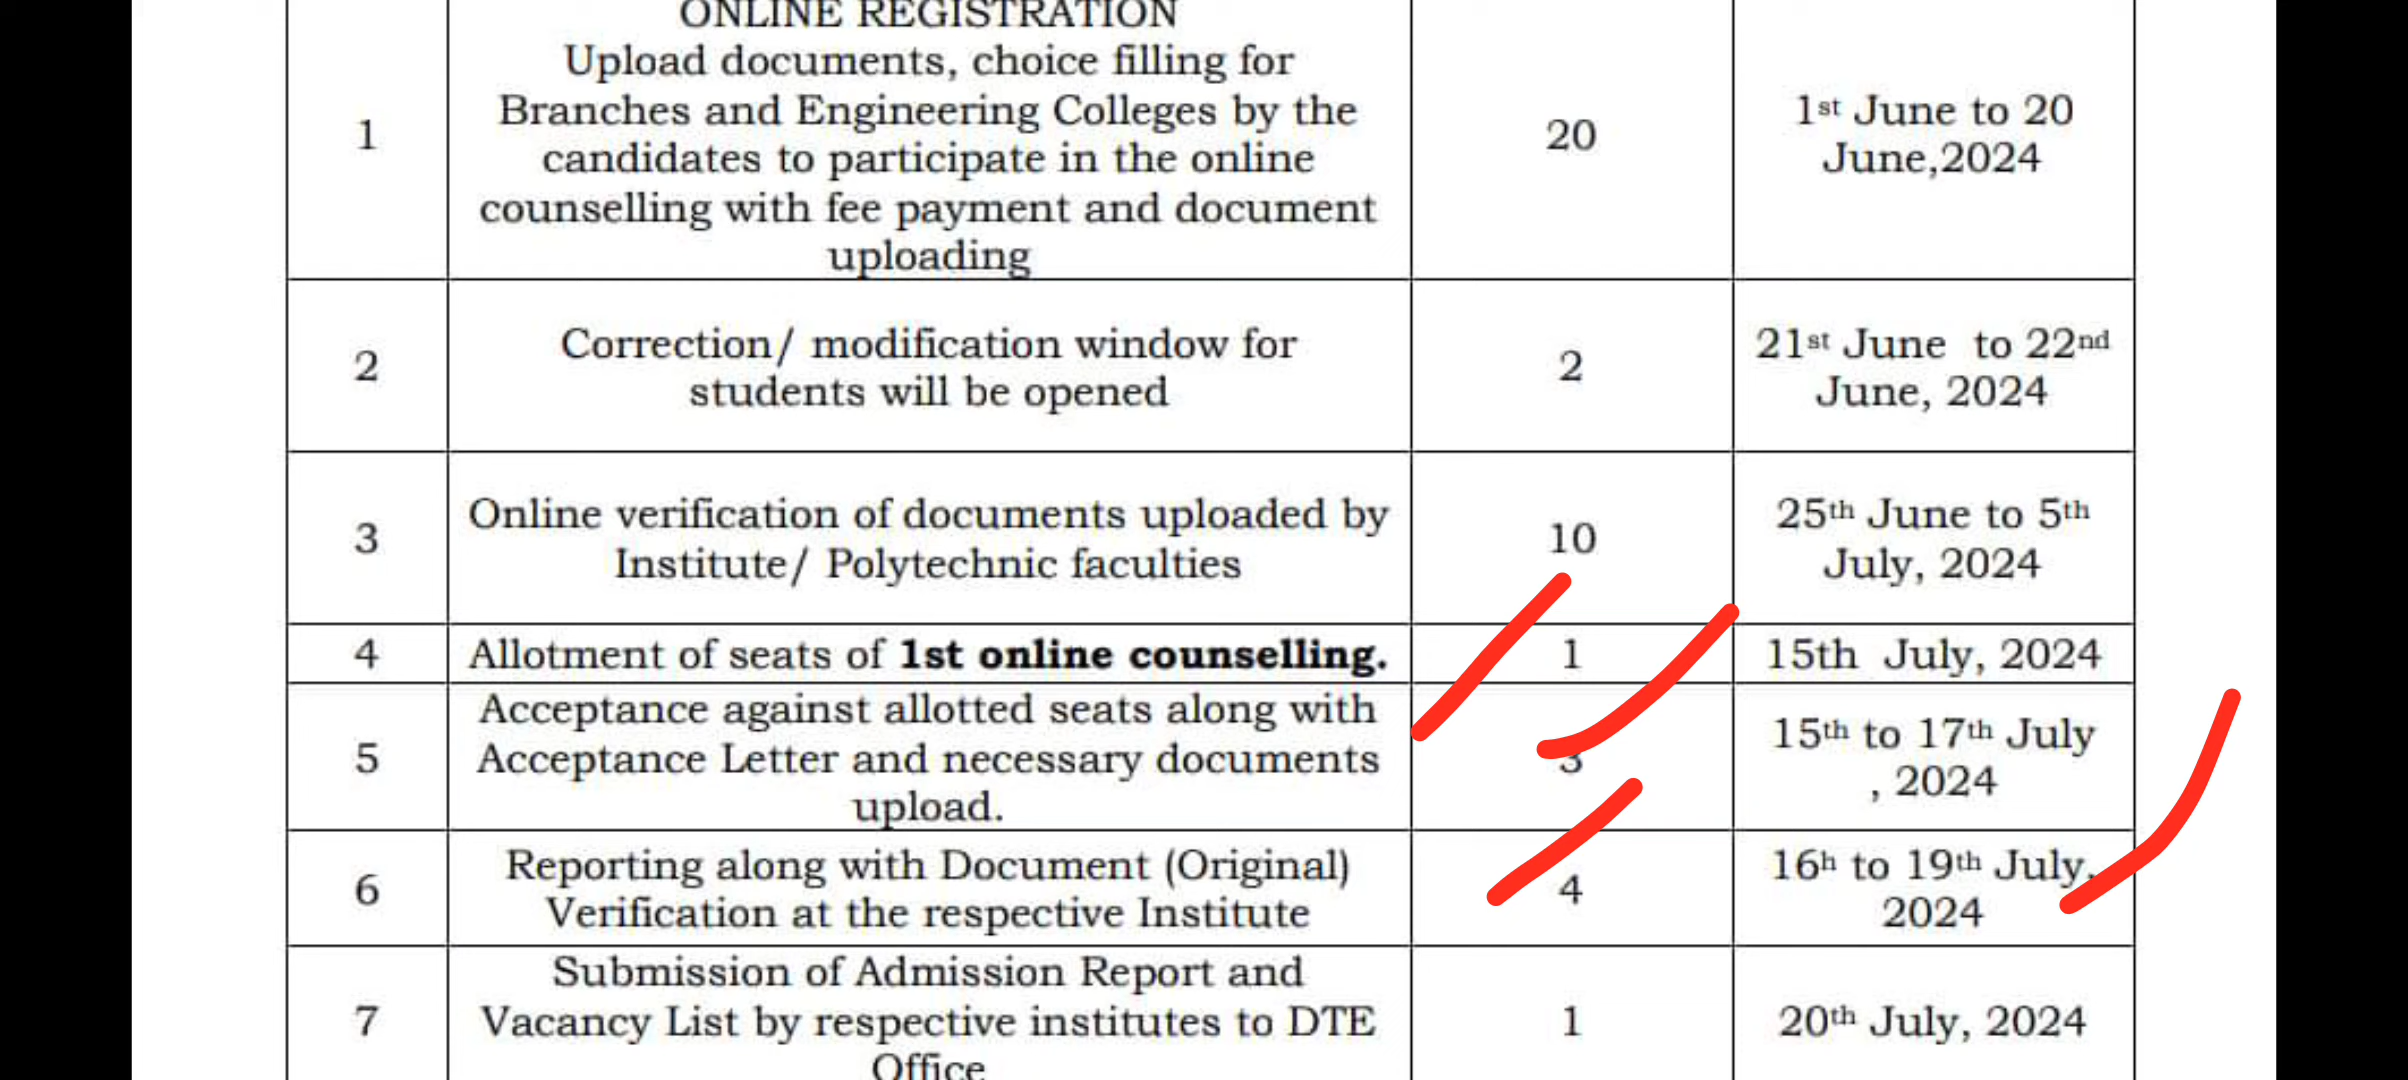 ONLINE REGISTRATION
Upload documents, choice filling for
Branches and Engineering Colleges by the
candidates to participate in the online
counselling with fee payment and document
uploading
1
20
1st June to 20
June,2024
2
Correction/ modification window for
students will be opened
2
21st June to 22nd
June, 2024
3
Online verification of documents uploaded by
Institute/ Polytechnic faculties
10
25th June to 5th
July, 2024
4
Allotment of seats of 1st online counselling.
1
15th July, 2024
5
Acceptance against allotted seats along with
Acceptance Letter and necessary documents
upload.
3
15th to 17th July
, 2024
6
Reporting along with Document (Original)
Verification at the respective Institute
4
16h to 19th July,
2024
7
Submission of Admission Report and
Vacancy List by respective institutes to DTE
Office
1
20th July, 2024